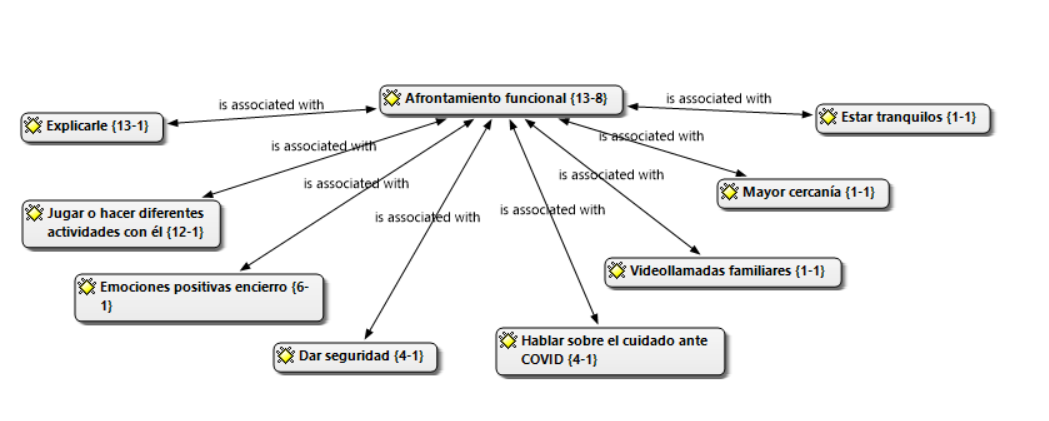 Afrontamiento funcional {13-8}
is associated with
is associated with
Explicarle {13-1}
Estar tranquilos {1-1}
is associated with
is associated with
is associated with
is associated with
is associated with
is associated with
Mayor cercanía {1-1}
Jugar o hacer diferentes
actividades con él {12-1}
Videollamadas familiares {1-1}
Emociones positivas encierro {6-
1}
Hablar sobre el cuidado ante
COVID {4-1}
Dar seguridad {4-1}